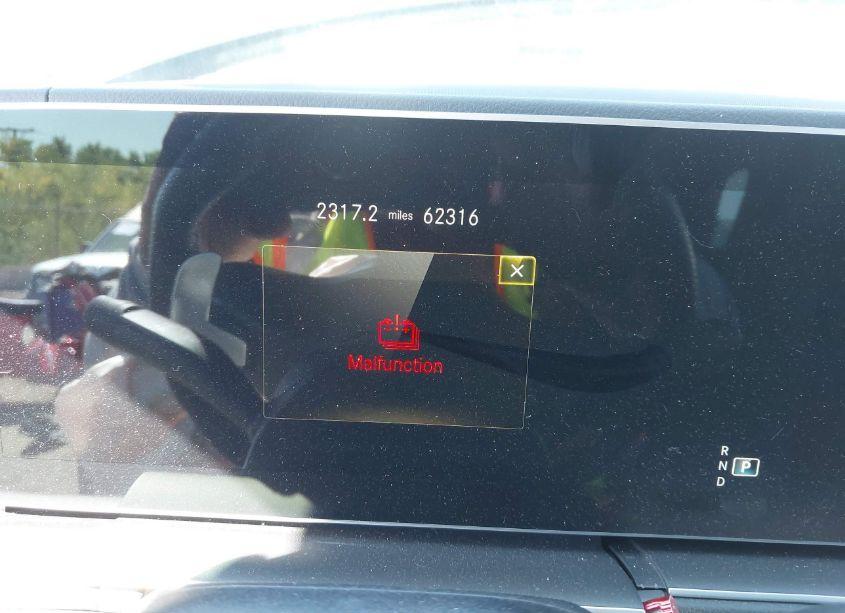 2317.2 miles 62316
Malfunction
R
N P
D